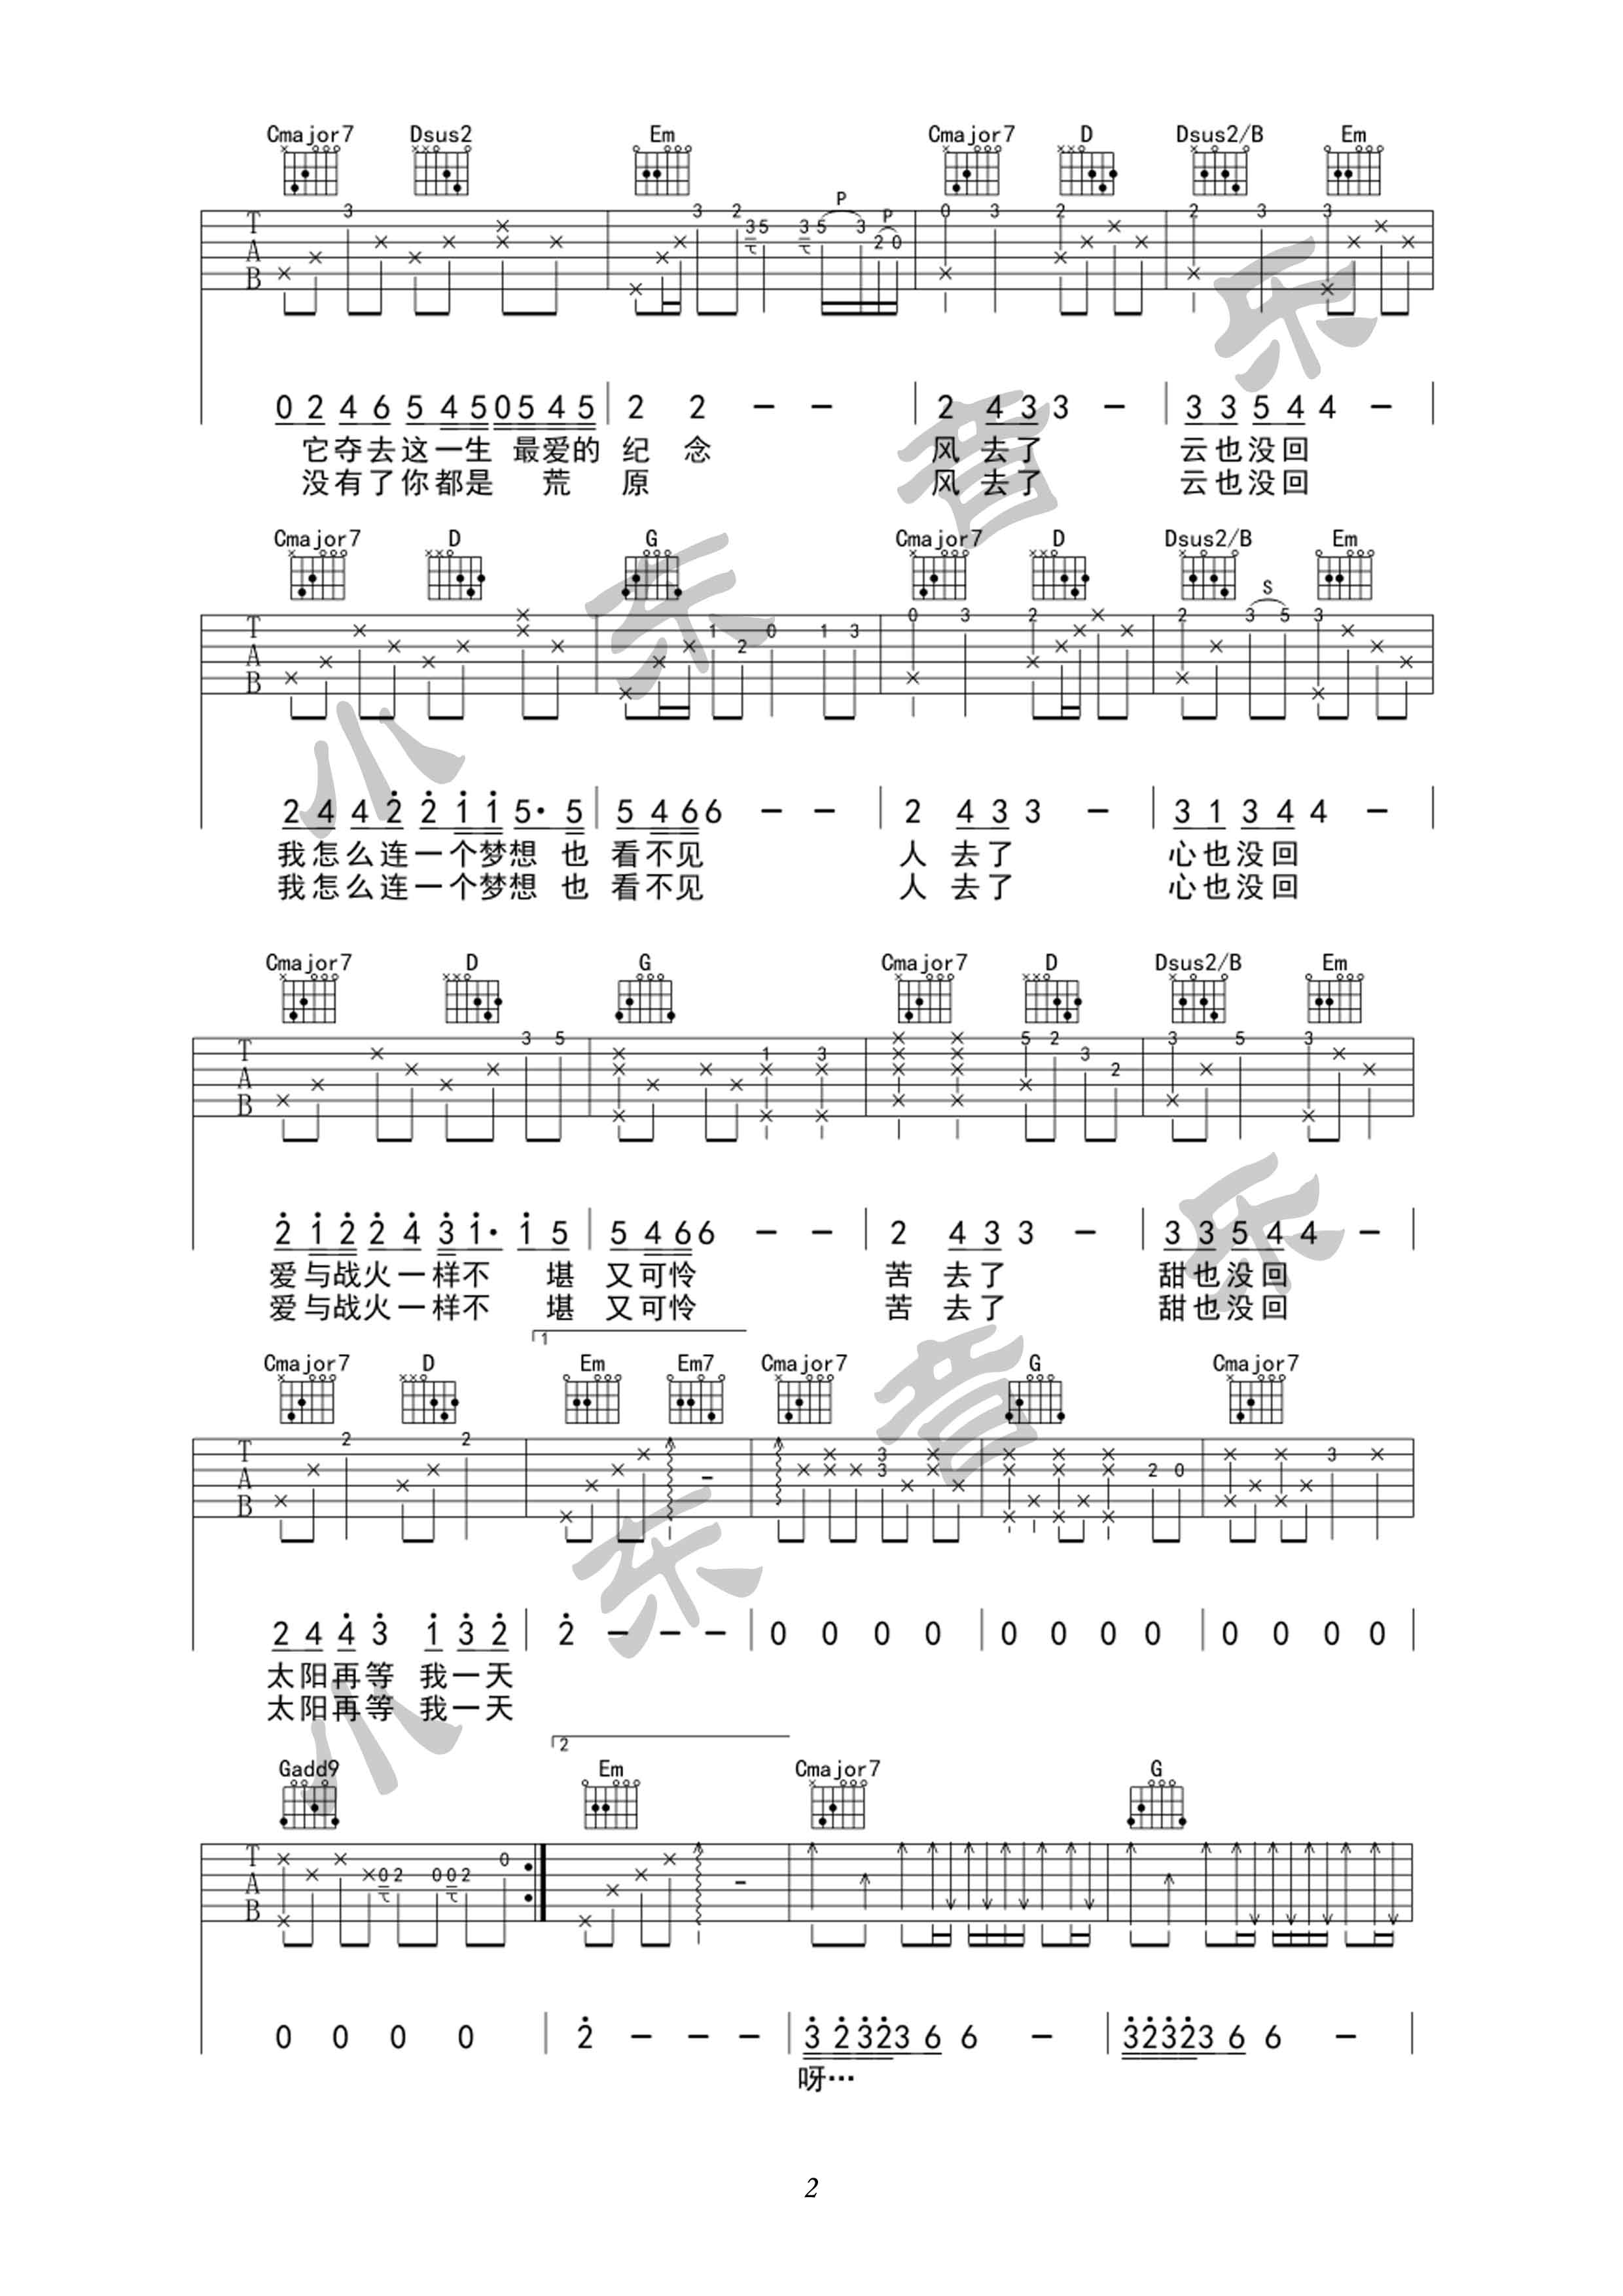 Cmajor7 Dsus2 Em Cmajor7 D Dsus2/B Em
0 2 4 6 5 4 5 0 5 4 5 2 2 - - 2 4 3 3 - 3 3 5 4 4 -
它夺去这一生 最爱的 纪 念 风 去了 云也没回
没有了你都是 荒 原 风 去了 云也没回
Cmajor7 D G Cmajor7 D Dsus2/B Em
2 4 4 2 2 1 1 5· 5 5 4 6 6 - - 2 4 3 3 - 3 1 3 4 4 -
我怎么连一个梦想 也 看不见 人 去了 心也没回
我怎么连一个梦想 也 看不见 人 去了 心也没回
Cmajor7 D G Cmajor7 D Dsus2/B Em
2 1 2 2 4 3 1· 1 5 5 4 6 6 - - 2 4 3 3 - 3 3 5 4 4 -
爱与战火一样不 堪 又可怜 苦 去了 甜也没回
爱与战火一样不 堪 又可怜 苦 去了 甜也没回
1
Cmajor7 D Em Em7 Cmajor7 G Cmajor7
2 4 4 3 1 3 2 2 - - - 0 0 0 0 0 0 0 0 0 0 0 0
太阳再等 我一天
太阳再等 我一天
2
Gadd9 Em Cmajor7 G
0 0 0 0 2 - - - 3 2 3 2 3 6 6 - 3 2 3 2 3 6 6 -
呀…
2
小乐音乐
小乐音乐